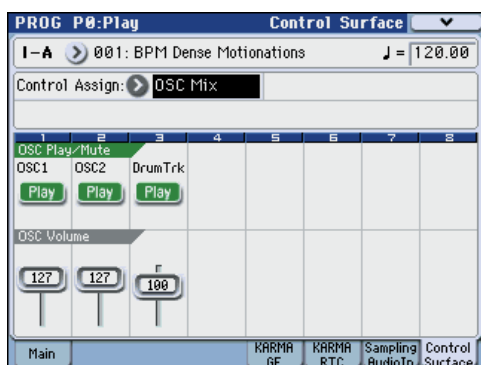 PROG P0:Play Control Surface
I-A 001: BPM Dense Motionations ♩= 120.00
Control Assign: OSC Mix
1 2 3 4 5 6 7 8
OSC Play/Mute
OSC1 OSC2 DrumTrk
Play Play Play
OSC Volume
127 127 100
Main KARMA GE KARMA RTC Sampling AudioIn Control Surface